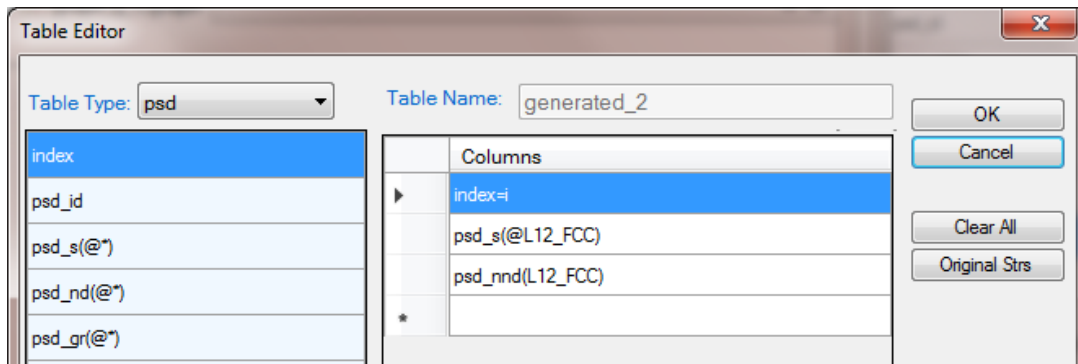 Table Editor
Table Type: psd
Table Name: generated_2
OK
Cancel
Clear All
Original Strs
index
psd_id
psd_s(@*)
psd_nd(@*)
psd_gr(@*)
Columns
index=i
psd_s(@L12_FCC)
psd_nnd(L12_FCC)
*